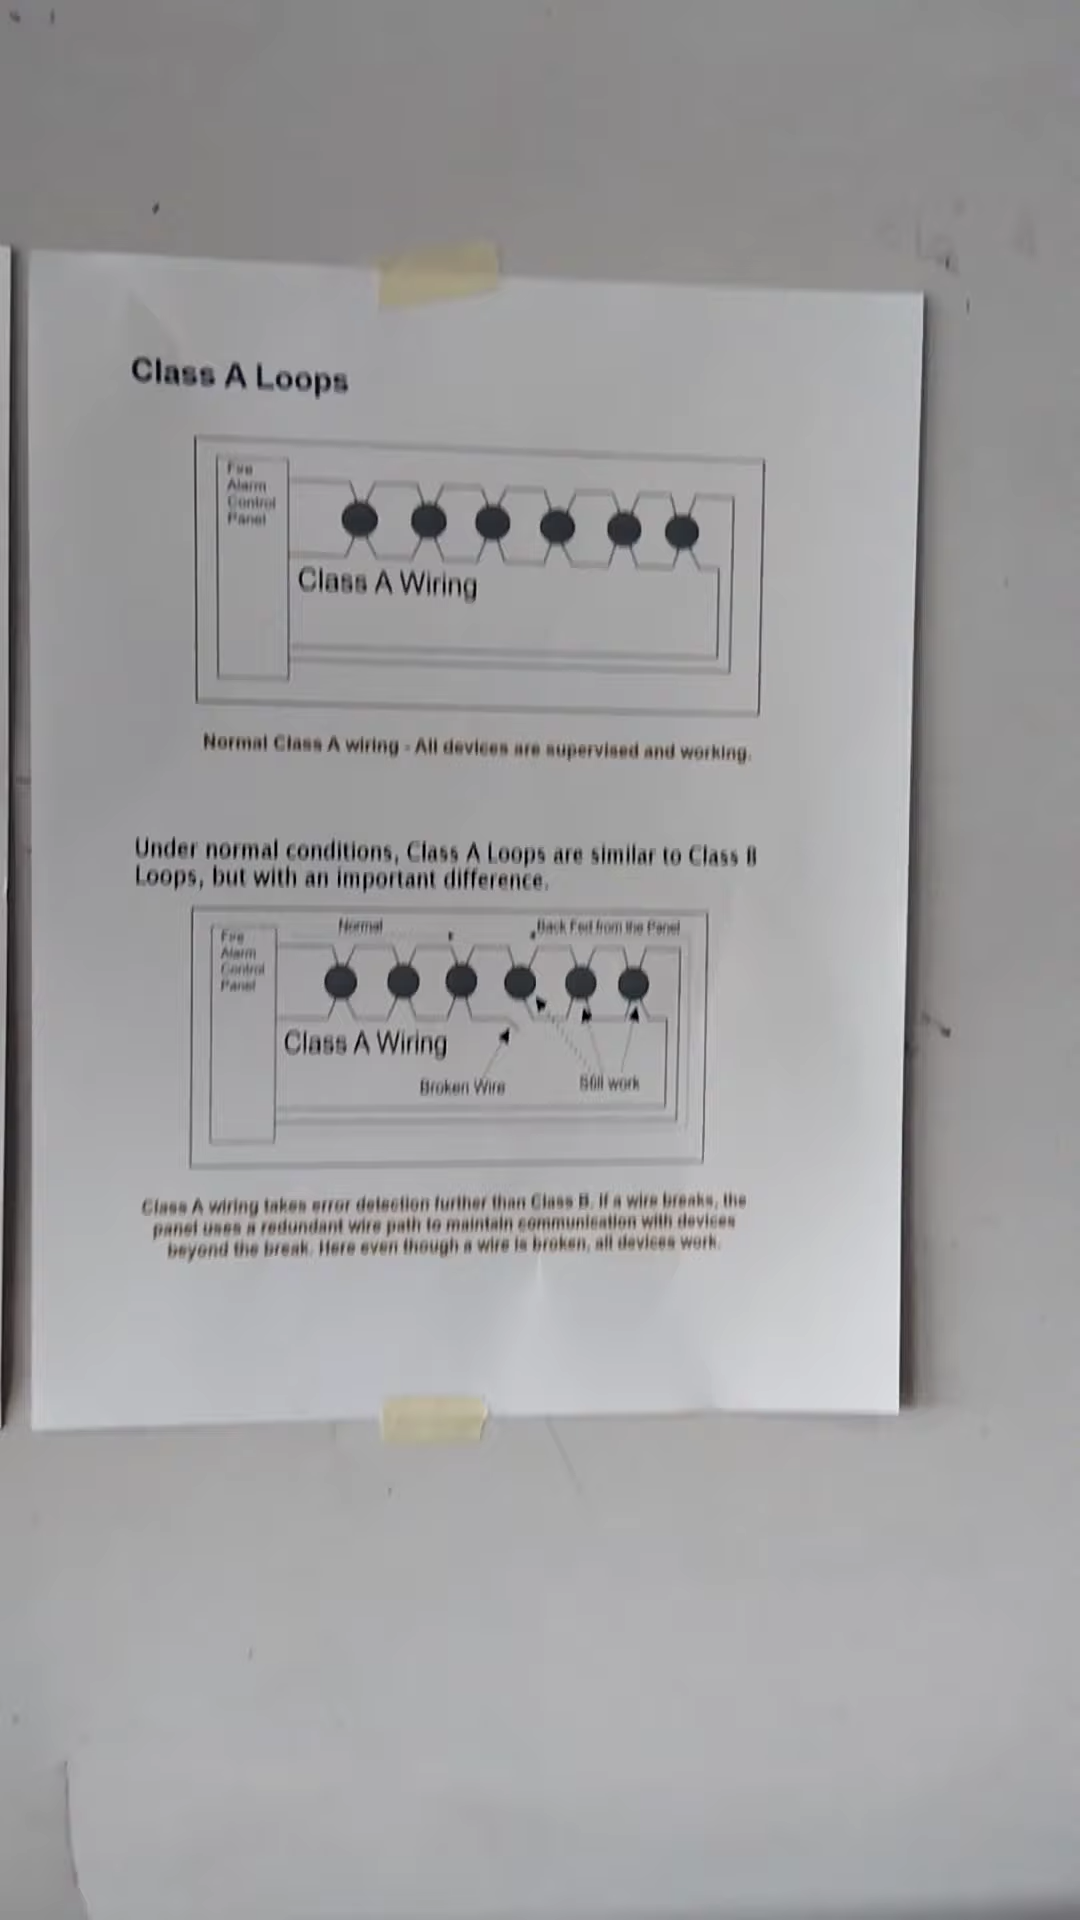 Class A Loops
Fire
Alarm
Control
Panel
Class A Wiring
Normal Class A wiring - All devices are supervised and working.
Under normal conditions, Class A Loops are similar to Class B
Loops, but with an important difference.
Normal
Back Fed from the Panel
Fire
Alarm
Control
Panel
Class A Wiring
Broken Wire
Still work
Class A wiring takes error detection further than Class B. If a wire breaks, the
panel uses a redundant wire path to maintain communication with devices
beyond the break. Here even though a wire is broken, all devices work.